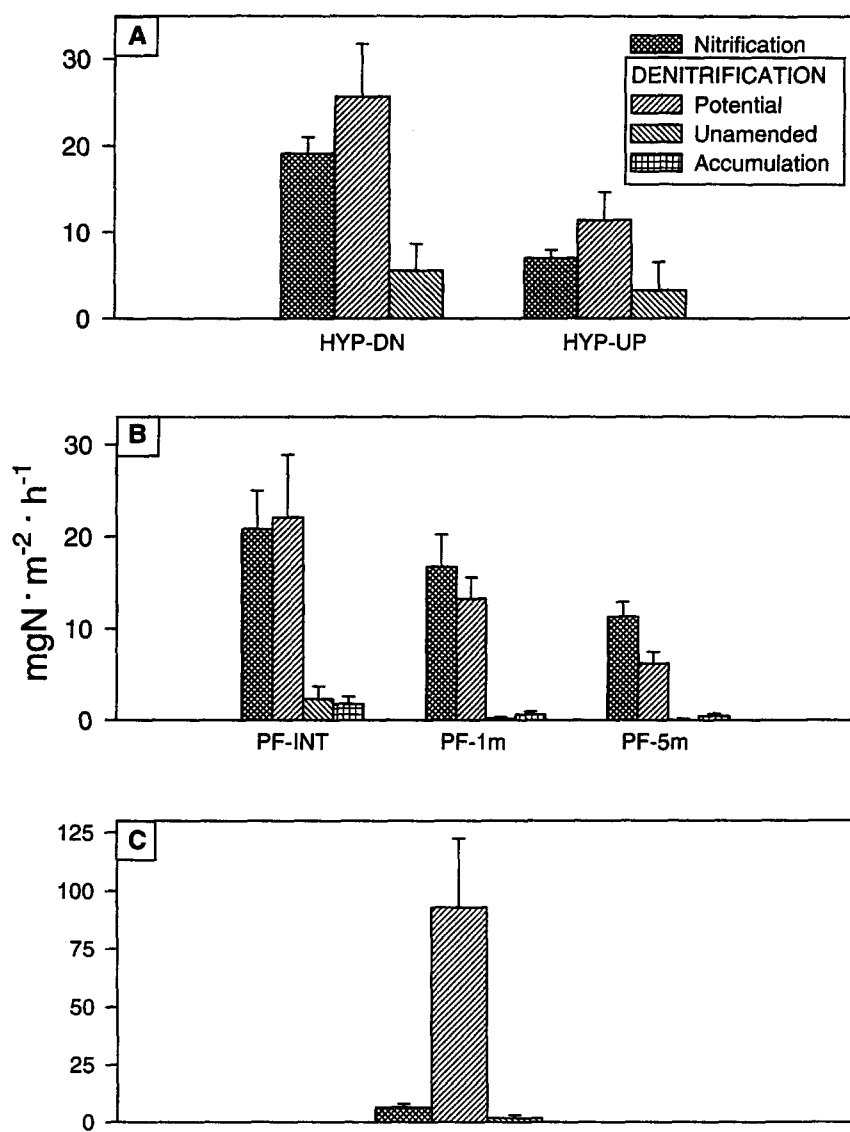 A
Nitrification
DENITRIFICATION
Potential
Unamended
Accumulation
30
20
10
0
HYP-DN HYP-UP
mgN·m⁻²·h⁻¹
B
30
20
10
0
PF-INT PF-1m PF-5m
C
125
100
75
50
25
0